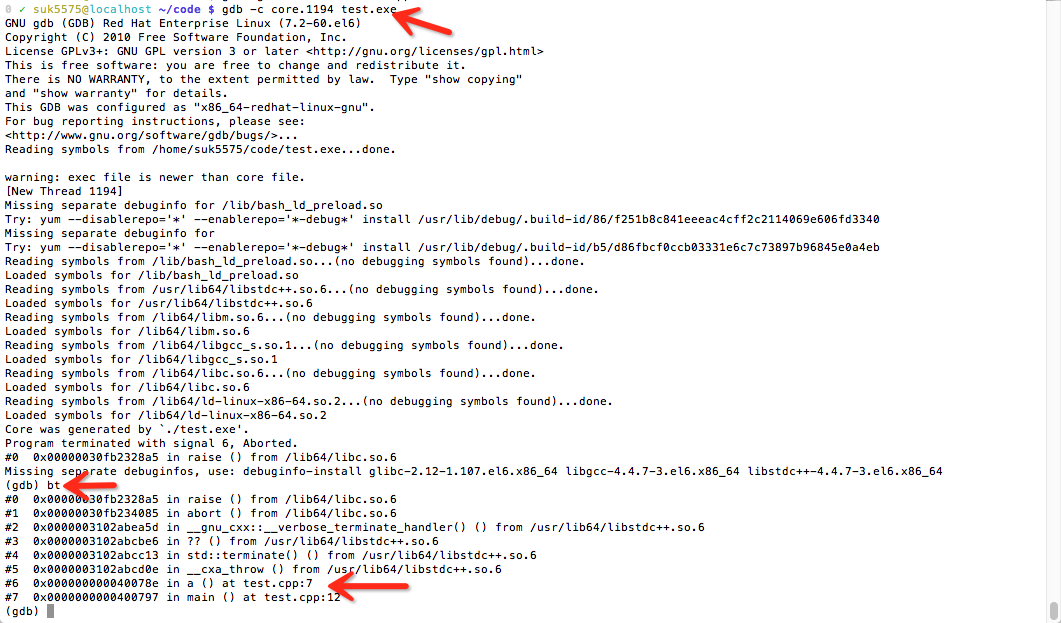 0 ✓ suk5575@localhost ~/code $ gdb -c core.1194 test.exe
GNU gdb (GDB) Red Hat Enterprise Linux (7.2-60.el6)
Copyright (C) 2010 Free Software Foundation, Inc.
License GPLv3+: GNU GPL version 3 or later <http://gnu.org/licenses/gpl.html>
This is free software: you are free to change and redistribute it.
There is NO WARRANTY, to the extent permitted by law.  Type "show copying"
and "show warranty" for details.
This GDB was configured as "x86_64-redhat-linux-gnu".
For bug reporting instructions, please see:
<http://www.gnu.org/software/gdb/bugs/>...
Reading symbols from /home/suk5575/code/test.exe...done.
warning: exec file is newer than core file.
[New Thread 1194]
Missing separate debuginfo for /lib/bash_ld_preload.so
Try: yum --disablerepo='*' --enablerepo='*-debug*' install /usr/lib/debug/.build-id/86/f251b8c841eeeac4cff2c2114069e606fd3340
Missing separate debuginfo for
Try: yum --disablerepo='*' --enablerepo='*-debug*' install /usr/lib/debug/.build-id/b5/d86fbcf0ccb03331e6c7c73897b96845e0a4eb
Reading symbols from /lib/bash_ld_preload.so...(no debugging symbols found)...done.
Loaded symbols for /lib/bash_ld_preload.so
Reading symbols from /usr/lib64/libstdc++.so.6...(no debugging symbols found)...done.
Loaded symbols for /usr/lib64/libstdc++.so.6
Reading symbols from /lib64/libm.so.6...(no debugging symbols found)...done.
Loaded symbols for /lib64/libm.so.6
Reading symbols from /lib64/libgcc_s.so.1...(no debugging symbols found)...done.
Loaded symbols for /lib64/libgcc_s.so.1
Reading symbols from /lib64/libc.so.6...(no debugging symbols found)...done.
Loaded symbols for /lib64/libc.so.6
Reading symbols from /lib64/ld-linux-x86-64.so.2...(no debugging symbols found)...done.
Loaded symbols for /lib64/ld-linux-x86-64.so.2
Core was generated by `./test.exe'.
Program terminated with signal 6, Aborted.
#0  0x00000030fb2328a5 in raise () from /lib64/libc.so.6
Missing separate debuginfos, use: debuginfo-install glibc-2.12-1.107.el6.x86_64 libgcc-4.4.7-3.el6.x86_64 libstdc++-4.4.7-3.el6.x86_64
(gdb) bt
#0  0x00000030fb2328a5 in raise () from /lib64/libc.so.6
#1  0x00000030fb234085 in abort () from /lib64/libc.so.6
#2  0x0000003102abea5d in __gnu_cxx::__verbose_terminate_handler() () from /usr/lib64/libstdc++.so.6
#3  0x0000003102abcbe6 in ?? () from /usr/lib64/libstdc++.so.6
#4  0x0000003102abcc13 in std::terminate() () from /usr/lib64/libstdc++.so.6
#5  0x0000003102abcd0e in __cxa_throw () from /usr/lib64/libstdc++.so.6
#6  0x000000000040078e in a () at test.cpp:7
#7  0x0000000000400797 in main () at test.cpp:12
(gdb)